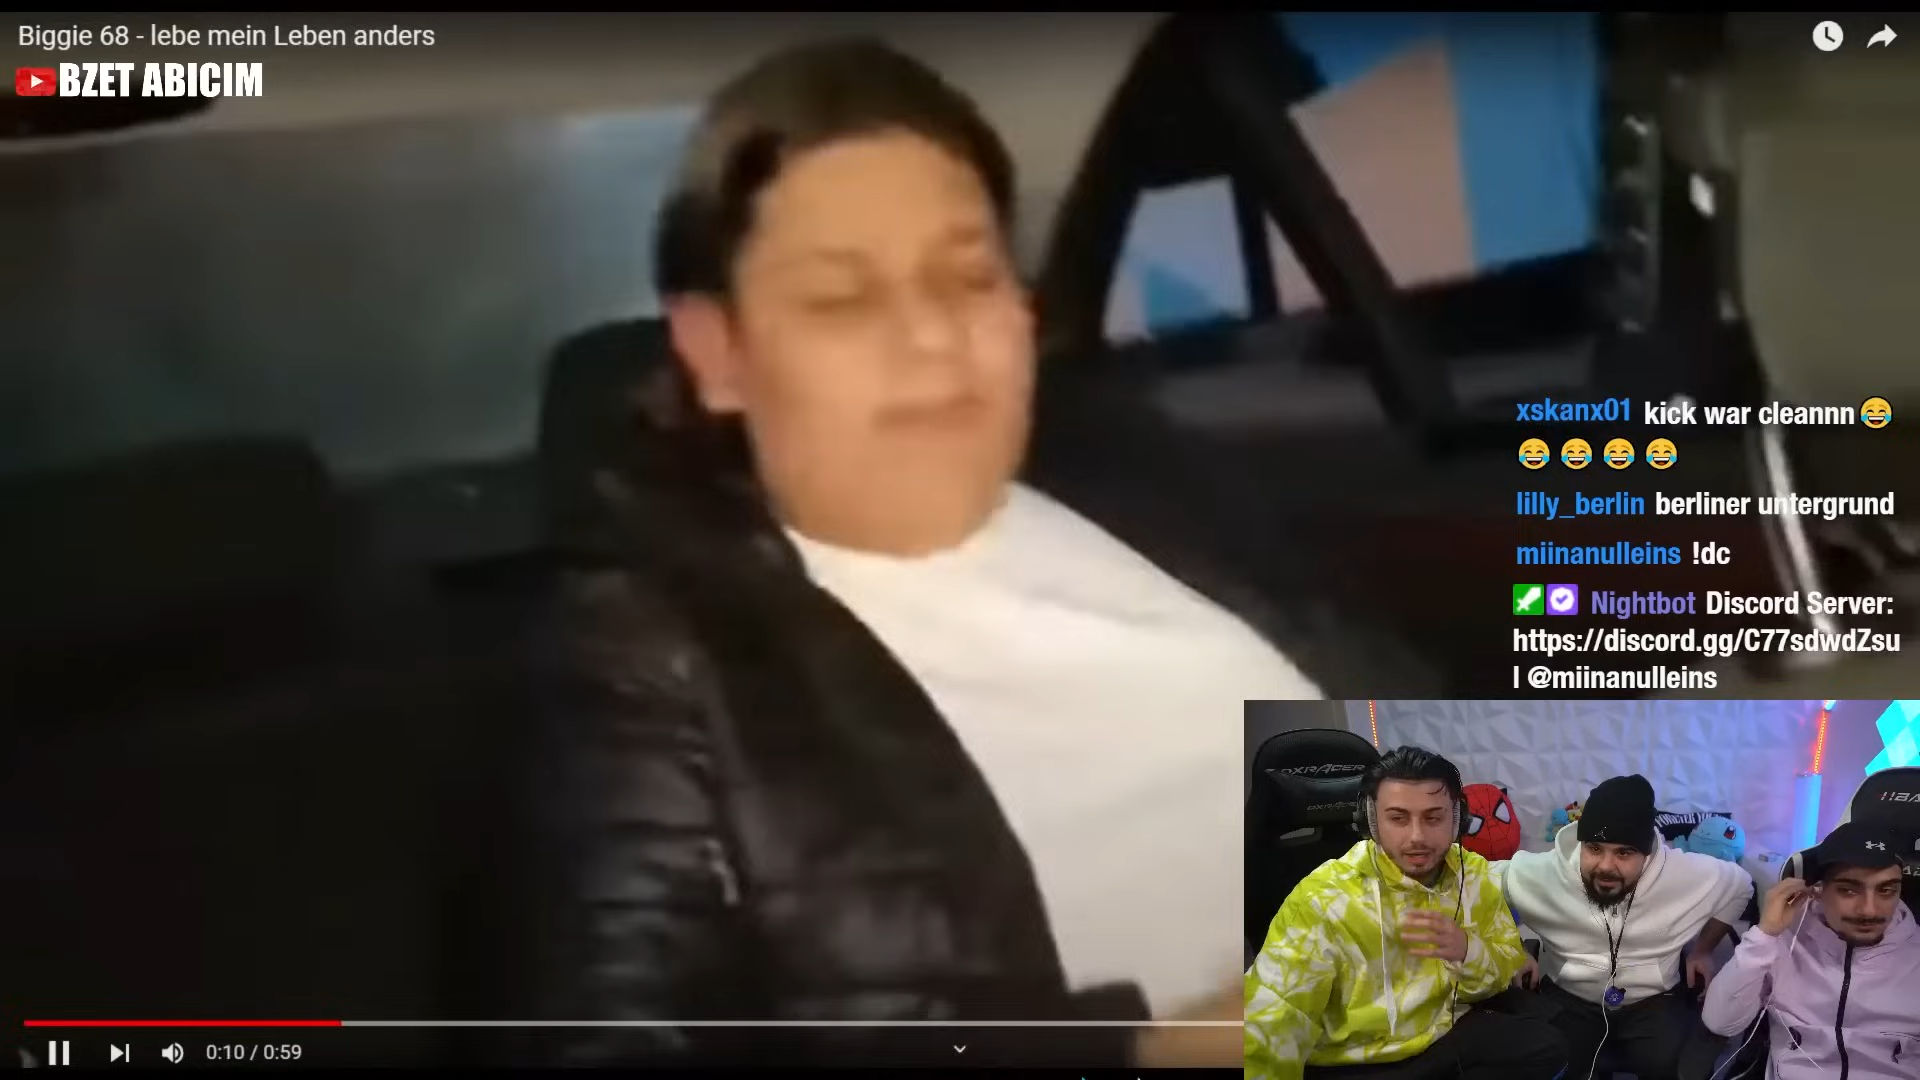 Biggie 68 - lebe mein Leben anders
BZET ABICIM
xskanx01 kick war cleannn😂
😂😂😂😂
lilly_berlin berliner untergrund
miinanulleins !dc
Nightbot Discord Server:
https://discord.gg/C77sdwdZsu
| @miinanulleins
DXRACER
0:10 / 0:59